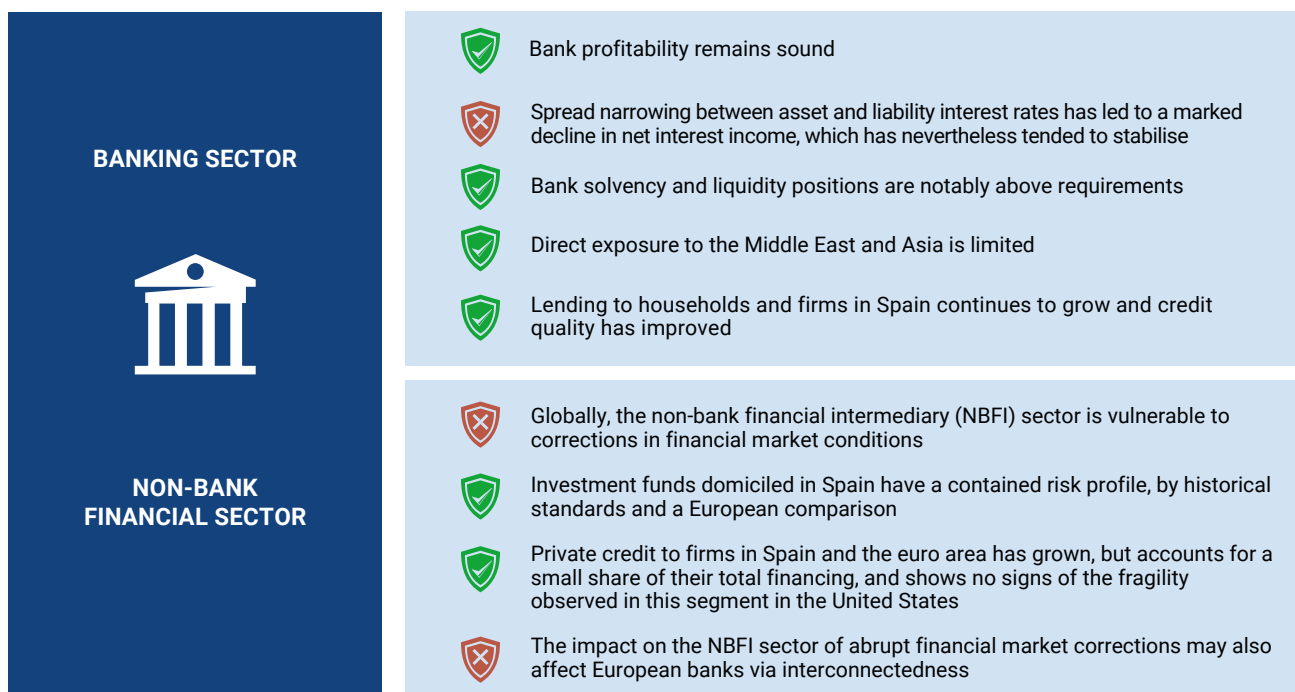 BANKING SECTOR
Bank profitability remains sound
Spread narrowing between asset and liability interest rates has led to a marked
decline in net interest income, which has nevertheless tended to stabilise
Bank solvency and liquidity positions are notably above requirements
Direct exposure to the Middle East and Asia is limited
Lending to households and firms in Spain continues to grow and credit
quality has improved
NON-BANK
FINANCIAL SECTOR
Globally, the non-bank financial intermediary (NBFI) sector is vulnerable to
corrections in financial market conditions
Investment funds domiciled in Spain have a contained risk profile, by historical
standards and a European comparison
Private credit to firms in Spain and the euro area has grown, but accounts for a
small share of their total financing, and shows no signs of the fragility
observed in this segment in the United States
The impact on the NBFI sector of abrupt financial market corrections may also
affect European banks via interconnectedness